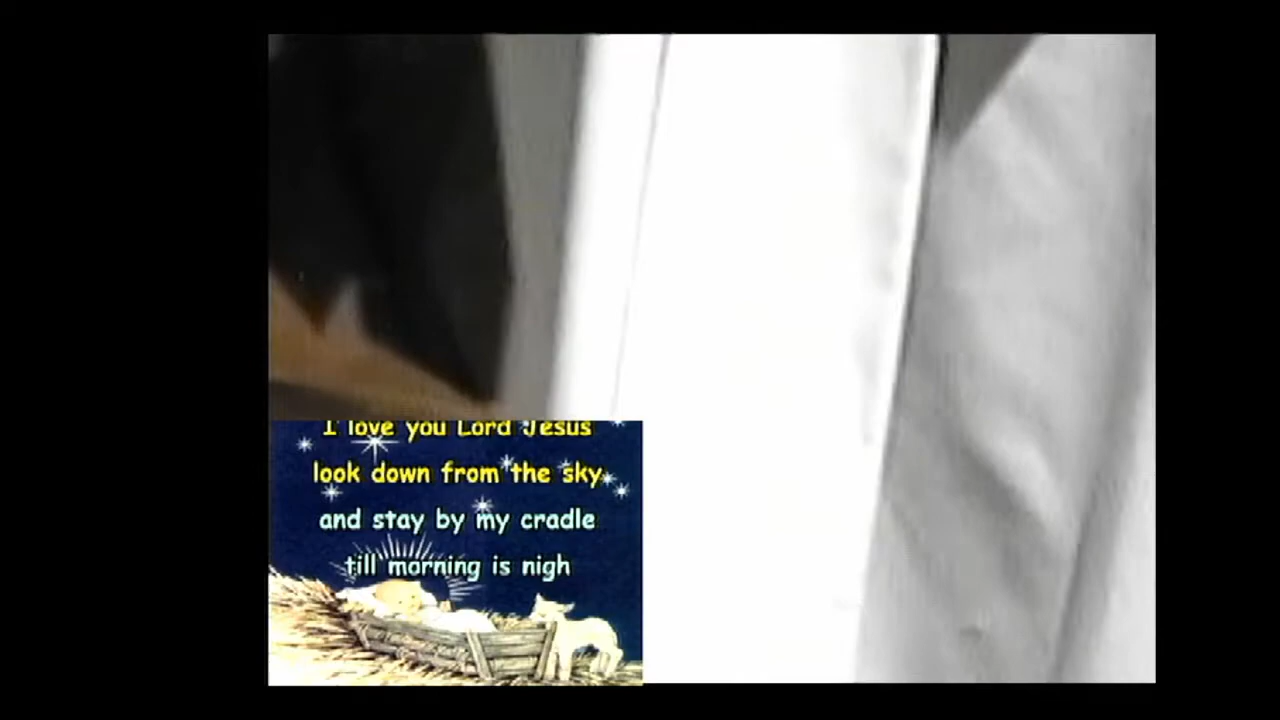 I love you Lord Jesus
look down from the sky
and stay by my cradle
till morning is nigh